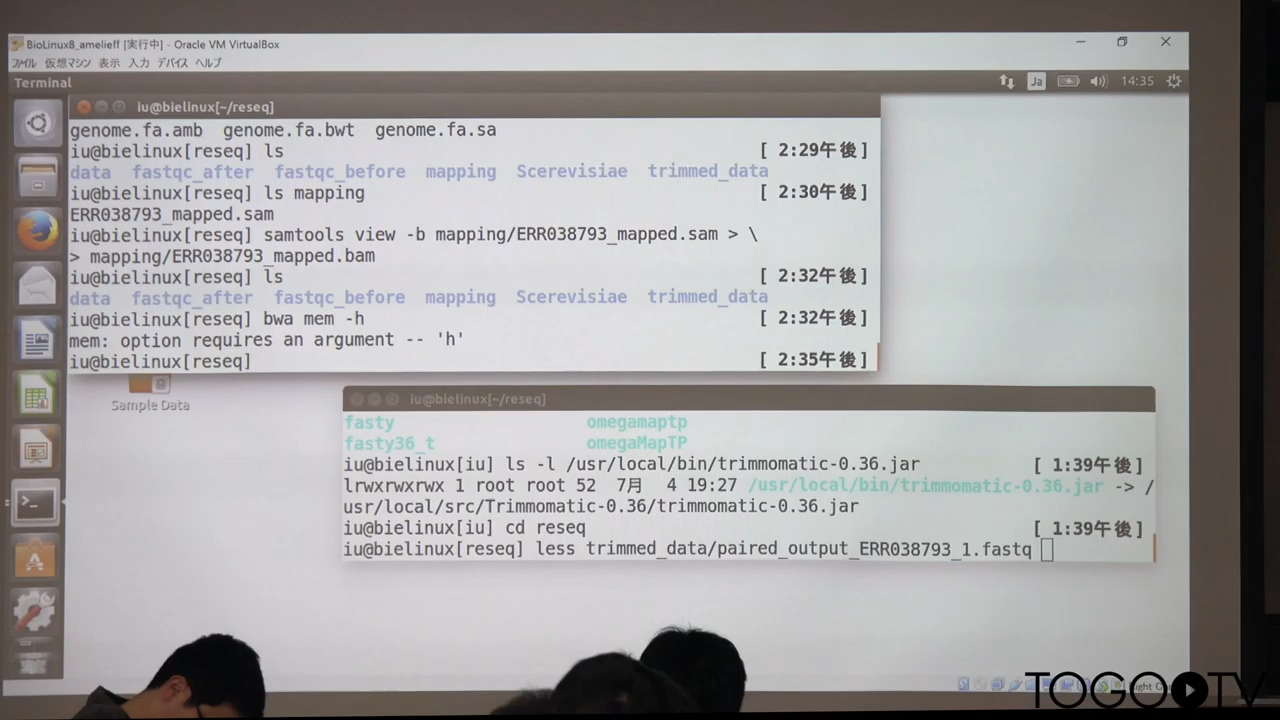 BioLinux8_amelieff [実行中] - Oracle VM VirtualBox
ファイル 仮想マシン 表示 入力 デバイス ヘルプ
Terminal
Ja
14:35
iu@bielinux[~/reseq]
genome.fa.amb genome.fa.bwt genome.fa.sa
iu@bielinux[reseq] ls [ 2:29午後]
data fastqc_after fastqc_before mapping Scerevisiae trimmed_data
iu@bielinux[reseq] ls mapping [ 2:30午後]
ERR038793_mapped.sam
iu@bielinux[reseq] samtools view -b mapping/ERR038793_mapped.sam > \
> mapping/ERR038793_mapped.bam
iu@bielinux[reseq] ls [ 2:32午後]
data fastqc_after fastqc_before mapping Scerevisiae trimmed_data
iu@bielinux[reseq] bwa mem -h [ 2:32午後]
mem: option requires an argument -- 'h'
iu@bielinux[reseq] [ 2:35午後]
Sample Data
iu@bielinux[~/reseq]
fasty omegamaptp
fasty36_t omegaMapTP
iu@bielinux[iu] ls -l /usr/local/bin/trimmomatic-0.36.jar [ 1:39午後]
lrwxrwxrwx 1 root root 52 7月 4 19:27 /usr/local/bin/trimmomatic-0.36.jar -> /
usr/local/src/Trimmomatic-0.36/trimmomatic-0.36.jar
iu@bielinux[iu] cd reseq [ 1:39午後]
iu@bielinux[reseq] less trimmed_data/paired_output_ERR038793_1.fastq
Right
TOGOTV